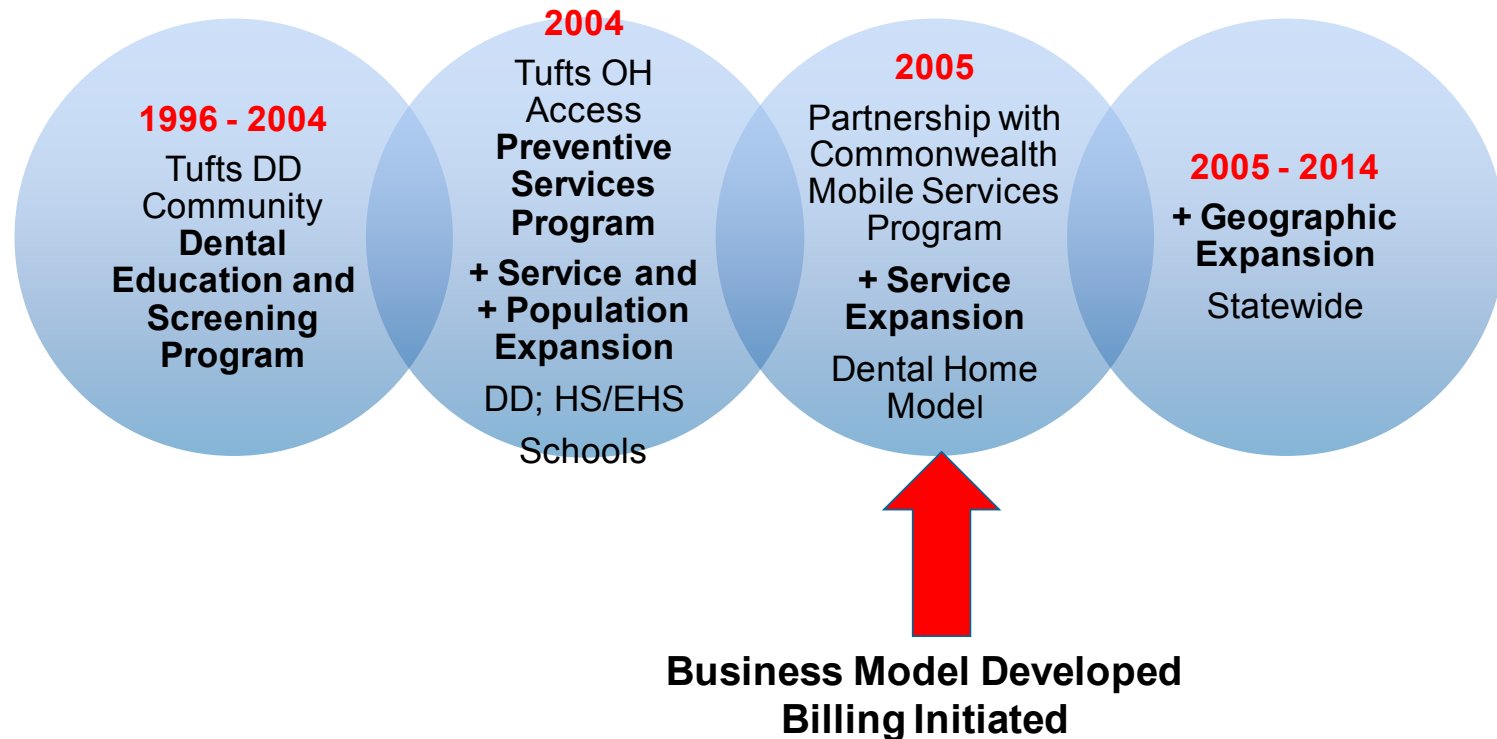 1996 - 2004
Tufts DD
Community
Dental
Education and
Screening
Program
2004
Tufts OH
Access
Preventive
Services
Program
+ Service and
+ Population
Expansion
DD; HS/EHS
Schools
2005
Partnership with
Commonwealth
Mobile Services
Program
+ Service
Expansion
Dental Home
Model
2005 - 2014
+ Geographic
Expansion
Statewide
Business Model Developed
Billing Initiated